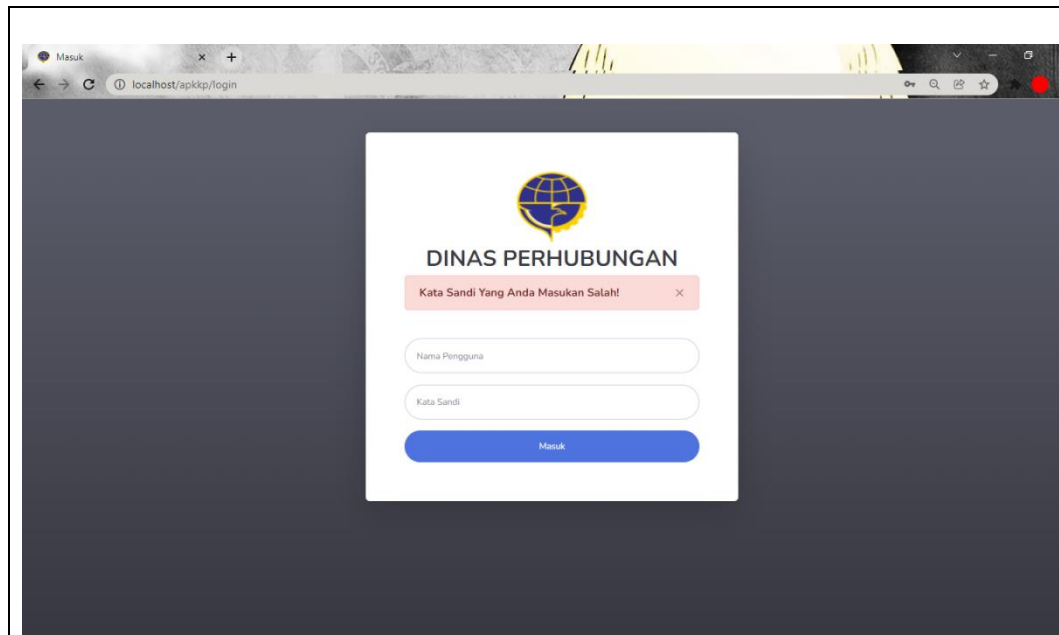 Masuk
localhost/apkkp/login
DINAS PERHUBUNGAN
Kata Sandi Yang Anda Masukan Salah!
Nama Pengguna
Kata Sandi
Masuk